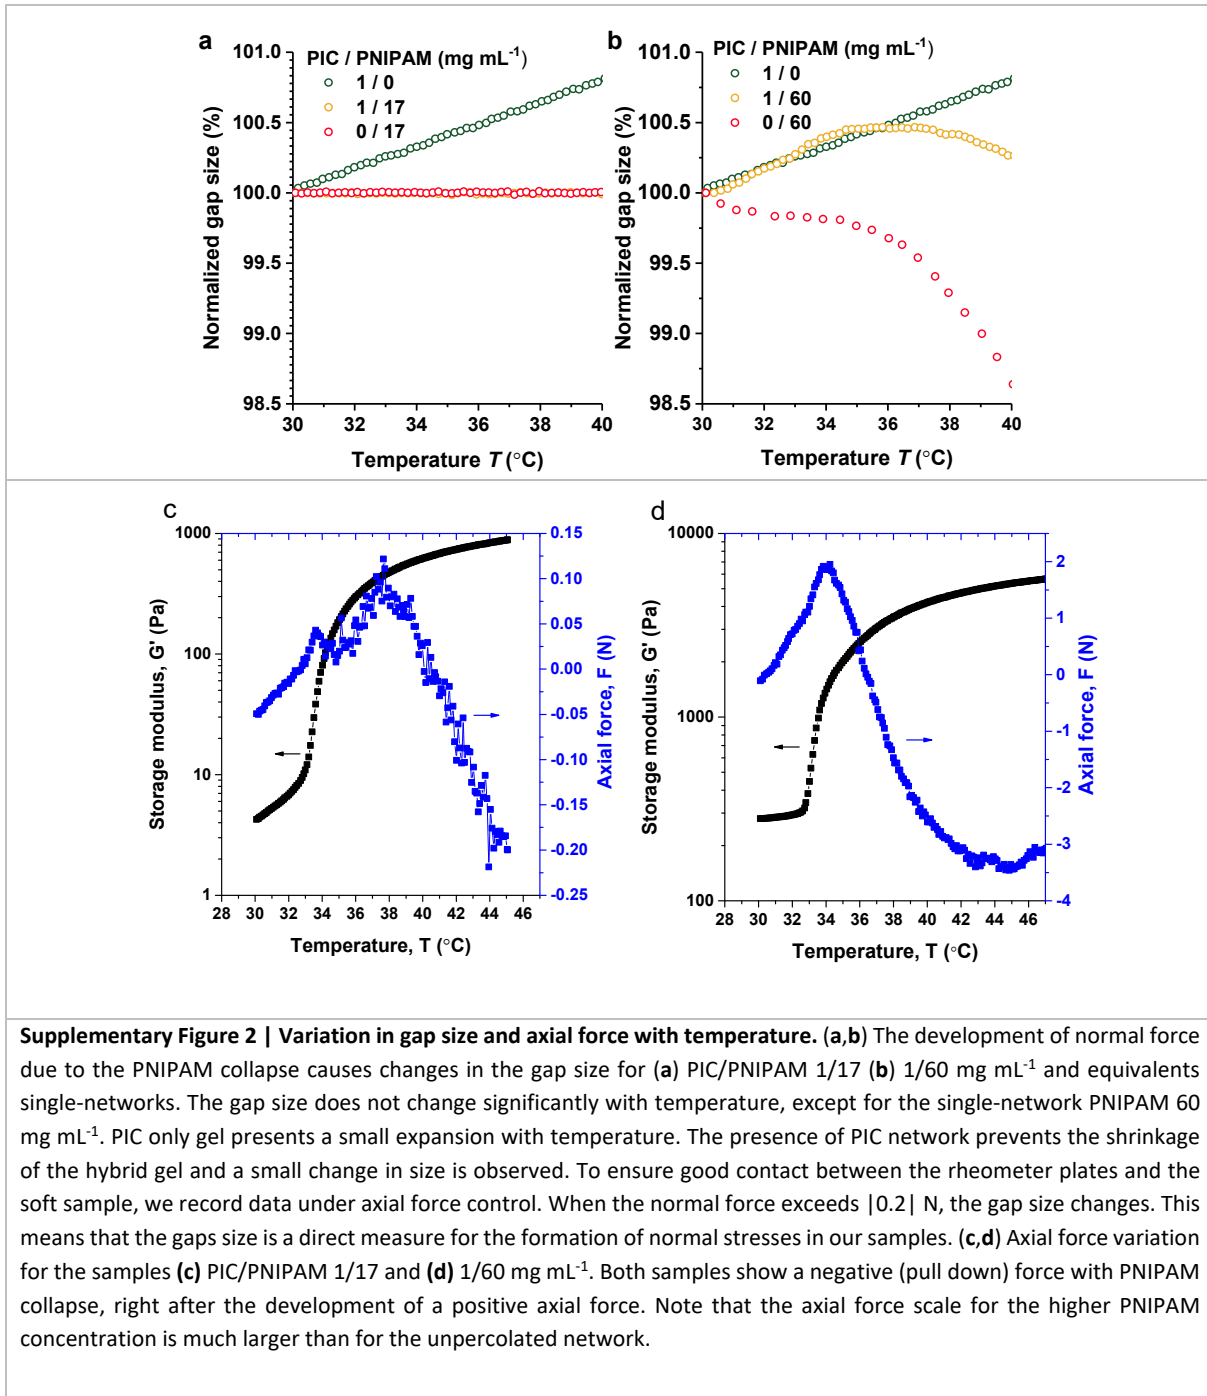 a
PIC / PNIPAM (mg mL-1)
1 / 0
1 / 17
0 / 17
101.0
100.5
100.0
99.5
99.0
98.5
Normalized gap size (%)
30 32 34 36 38 40
Temperature T (°C)
b
PIC / PNIPAM (mg mL-1)
1 / 0
1 / 60
0 / 60
101.0
100.5
100.0
99.5
99.0
98.5
Normalized gap size (%)
30 32 34 36 38 40
Temperature T (°C)
c
1000
100
10
1
Storage modulus, G' (Pa)
0.15
0.10
0.05
0.00
-0.05
-0.10
-0.15
-0.20
-0.25
Axial force, F (N)
28 30 32 34 36 38 40 42 44 46
Temperature, T (°C)
d
10000
1000
100
Storage modulus, G' (Pa)
2
1
0
-1
-2
-3
-4
Axial force, F (N)
28 30 32 34 36 38 40 42 44 46
Temperature, T (°C)
Supplementary Figure 2 | Variation in gap size and axial force with temperature. (a,b) The development of normal force
due to the PNIPAM collapse causes changes in the gap size for (a) PIC/PNIPAM 1/17 (b) 1/60 mg mL-1 and equivalents
single-networks. The gap size does not change significantly with temperature, except for the single-network PNIPAM 60
mg mL-1. PIC only gel presents a small expansion with temperature. The presence of PIC network prevents the shrinkage
of the hybrid gel and a small change in size is observed. To ensure good contact between the rheometer plates and the
soft sample, we record data under axial force control. When the normal force exceeds |0.2| N, the gap size changes. This
means that the gaps size is a direct measure for the formation of normal stresses in our samples. (c,d) Axial force variation
for the samples (c) PIC/PNIPAM 1/17 and (d) 1/60 mg mL-1. Both samples show a negative (pull down) force with PNIPAM
collapse, right after the development of a positive axial force. Note that the axial force scale for the higher PNIPAM
concentration is much larger than for the unpercolated network.